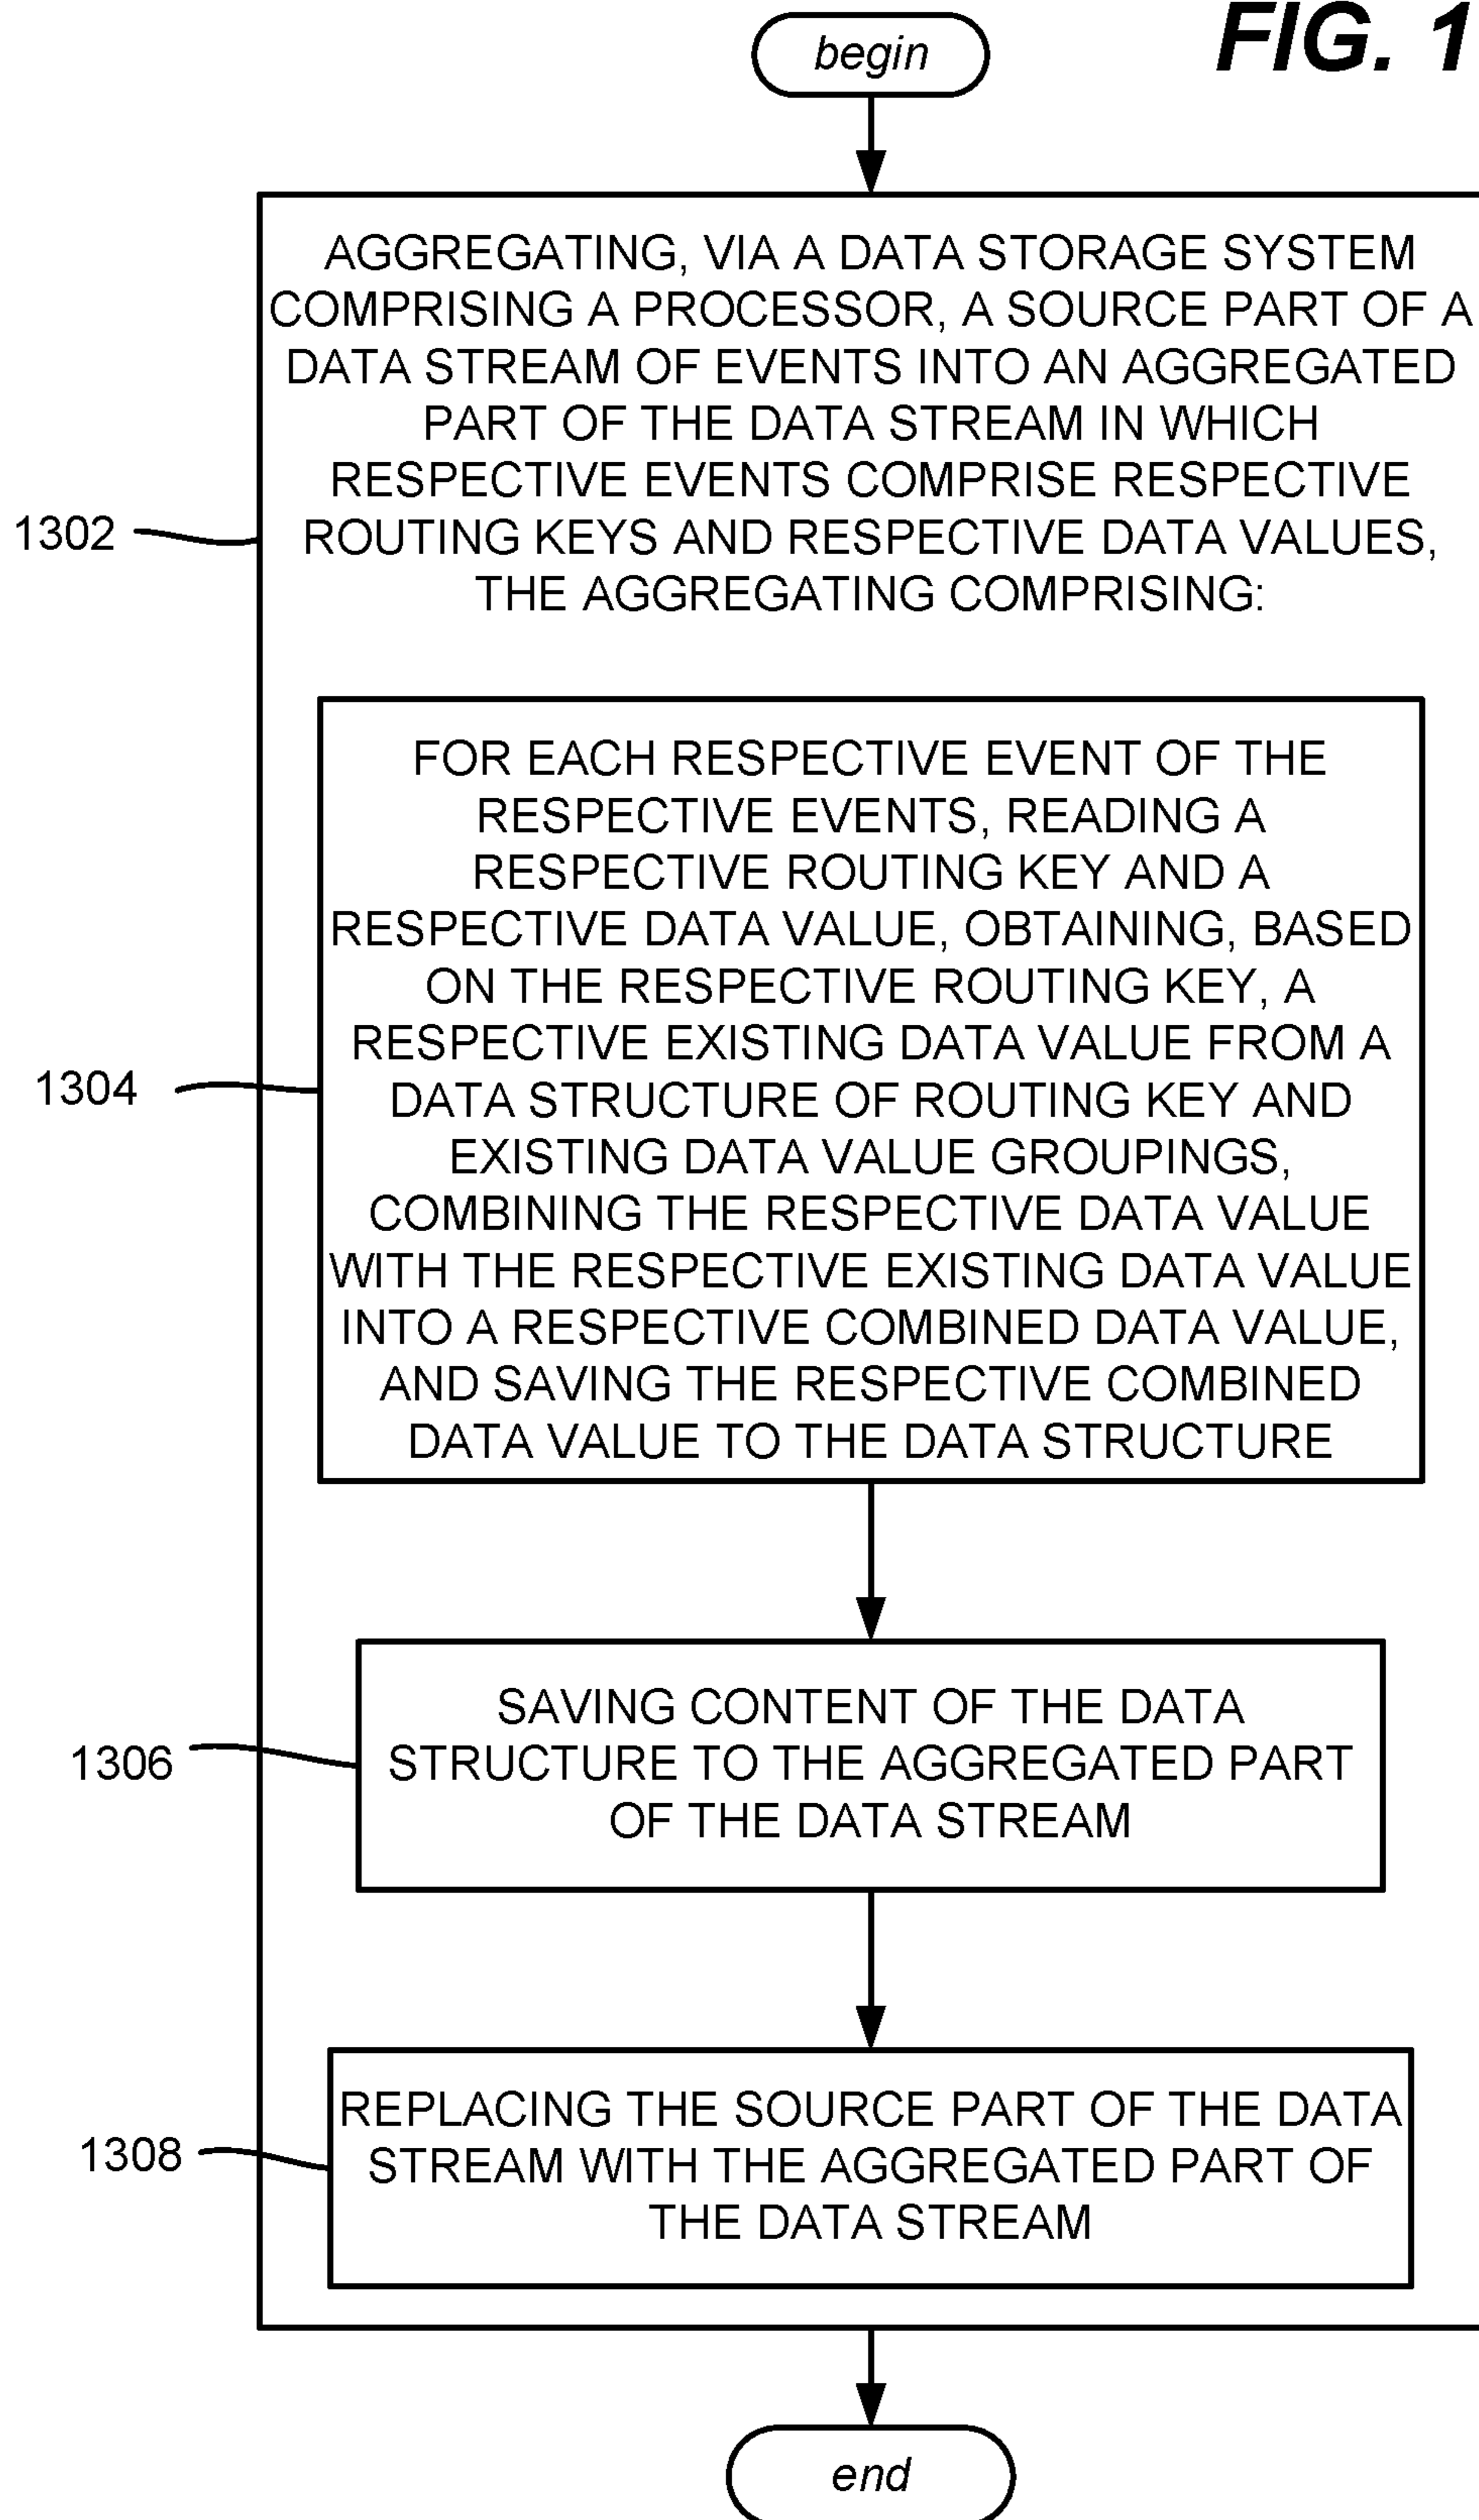 FIG. 1
begin
AGGREGATING, VIA A DATA STORAGE SYSTEM
COMPRISING A PROCESSOR, A SOURCE PART OF A
DATA STREAM OF EVENTS INTO AN AGGREGATED
PART OF THE DATA STREAM IN WHICH
RESPECTIVE EVENTS COMPRISE RESPECTIVE
ROUTING KEYS AND RESPECTIVE DATA VALUES,
THE AGGREGATING COMPRISING:
1302
FOR EACH RESPECTIVE EVENT OF THE
RESPECTIVE EVENTS, READING A
RESPECTIVE ROUTING KEY AND A
RESPECTIVE DATA VALUE, OBTAINING, BASED
ON THE RESPECTIVE ROUTING KEY, A
RESPECTIVE EXISTING DATA VALUE FROM A
DATA STRUCTURE OF ROUTING KEY AND
EXISTING DATA VALUE GROUPINGS,
COMBINING THE RESPECTIVE DATA VALUE
WITH THE RESPECTIVE EXISTING DATA VALUE
INTO A RESPECTIVE COMBINED DATA VALUE,
AND SAVING THE RESPECTIVE COMBINED
DATA VALUE TO THE DATA STRUCTURE
1304
SAVING CONTENT OF THE DATA
STRUCTURE TO THE AGGREGATED PART
OF THE DATA STREAM
1306
REPLACING THE SOURCE PART OF THE DATA
STREAM WITH THE AGGREGATED PART OF
THE DATA STREAM
1308
end